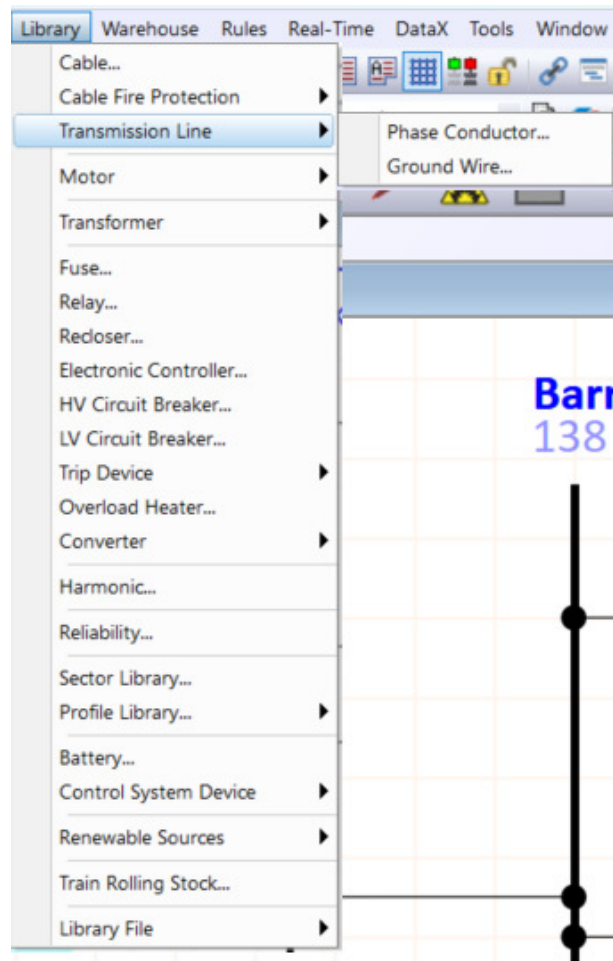 Library Warehouse Rules Real-Time DataX Tools Window
Cable...
Cable Fire Protection
Transmission Line
Phase Conductor...
Ground Wire...
Motor
Transformer
Fuse...
Relay...
Recloser...
Electronic Controller...
HV Circuit Breaker...
LV Circuit Breaker...
Trip Device
Overload Heater...
Converter
Harmonic...
Reliability...
Sector Library...
Profile Library...
Battery...
Control System Device
Renewable Sources
Train Rolling Stock...
Library File
Barr
138